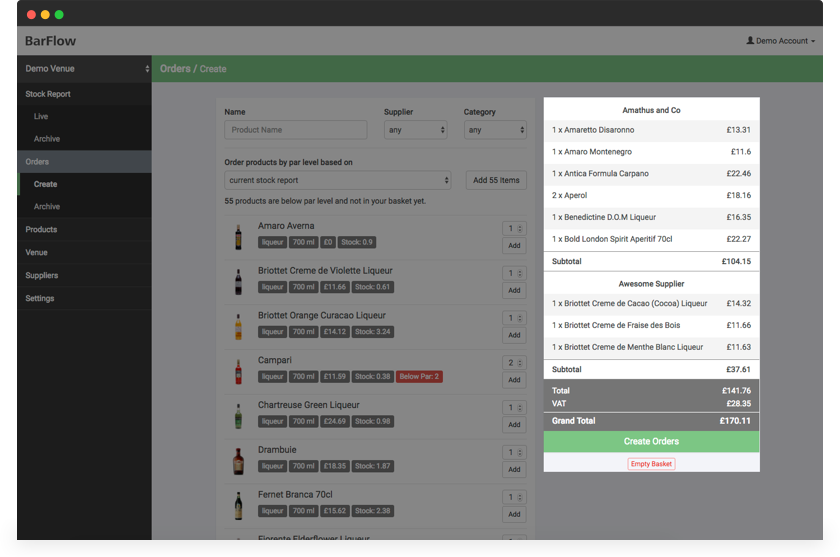 BarFlow
Demo Account
Demo Venue
Orders / Create
Stock Report
Live
Archive
Orders
Create
Archive
Products
Venue
Suppliers
Settings
Name Supplier Category
Product Name any any
Order products by par level based on
current stock report Add 55 items
55 products are below par level and not in your basket yet.
Amaro Averna 1
liqueur 700 ml £0 Stock: 0.9 Add
Briottet Creme de Violette Liqueur 1
liqueur 700 ml £11.66 Stock: 0.61 Add
Briottet Orange Curacao Liqueur 1
liqueur 700 ml £14.12 Stock: 3.24 Add
Campari 2
liqueur 700 ml £11.59 Stock: 0.38 Below Par: 2 Add
Chartreuse Green Liqueur 1
liqueur 700 ml £24.69 Stock: 0.98 Add
Drambuie 1
liqueur 700 ml £18.35 Stock: 1.87 Add
Fernet Branca 70cl 1
liqueur 700 ml £15.62 Stock: 2.38 Add
Fiorente Elderflower Liqueur
Amathus and Co
1 x Amaretto Disaronno £13.31
1 x Amaro Montenegro £11.6
1 x Antica Formula Carpano £22.46
2 x Aperol £18.16
1 x Benedictine D.O.M Liqueur £16.35
1 x Bold London Spirit Aperitif 70cl £22.27
Subtotal £104.15
Awesome Supplier
1 x Briottet Creme de Cacao (Cocoa) Liqueur £14.32
1 x Briottet Creme de Fraise des Bois £11.66
1 x Briottet Creme de Menthe Blanc Liqueur £11.63
Subtotal £37.61
Total £141.76
VAT £28.35
Grand Total £170.11
Create Orders
Empty Basket